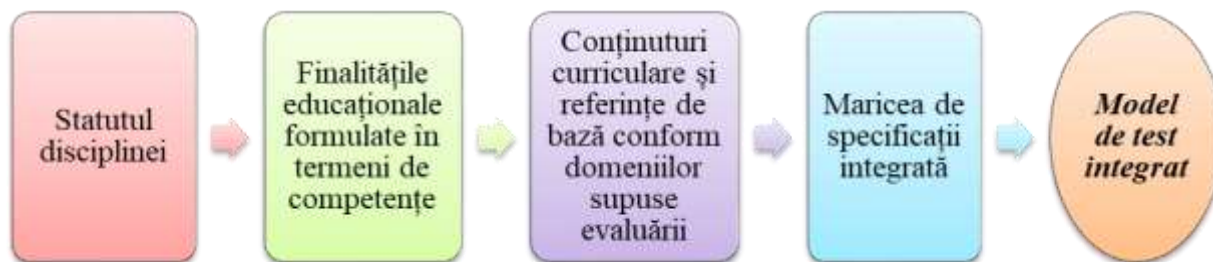 Statutul
disciplinei
Finalitățile
educaționale
formulate în
termeni de
competențe
Conținuturi
curriculare și
referințe de
bază conform
domeniilor
supuse
evaluării
Maricea de
specificații
integrată
Model
de test
integrat